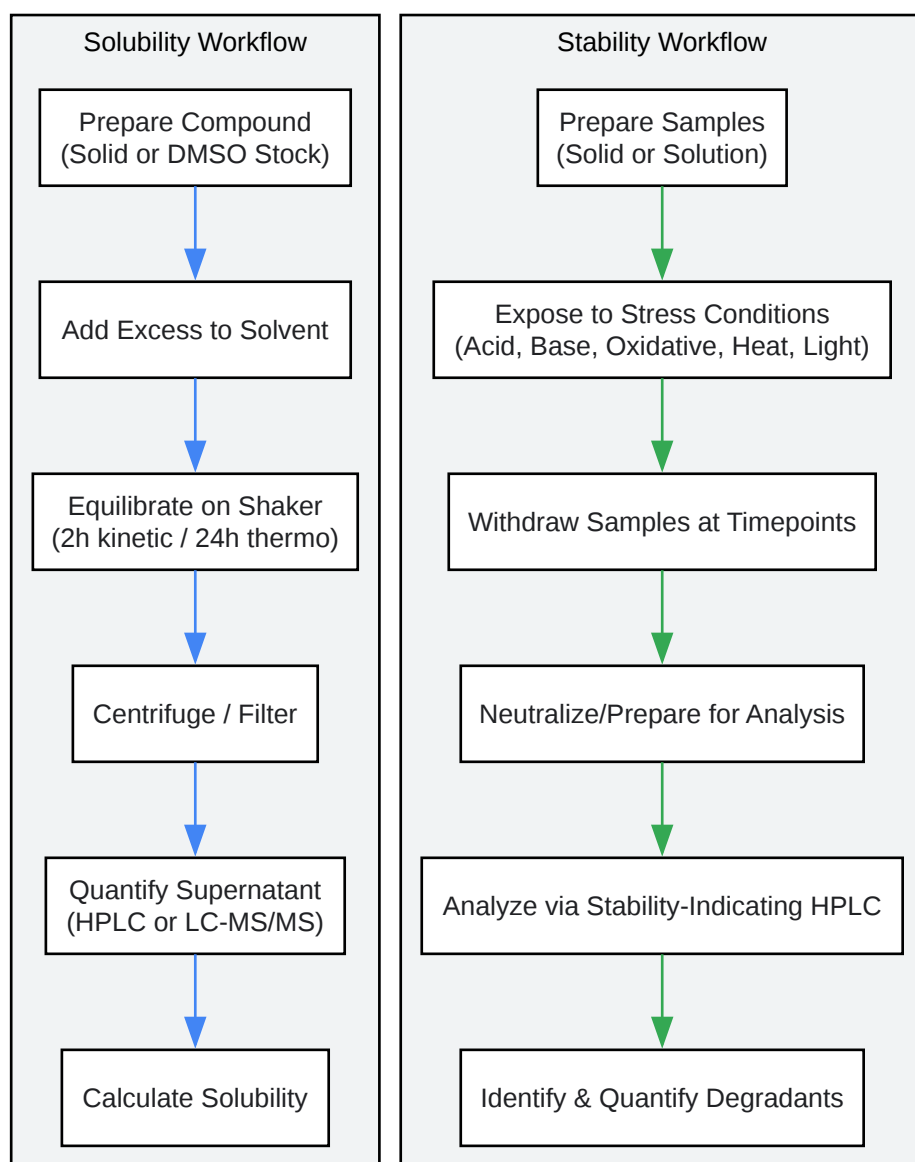 Solubility Workflow
Prepare Compound
(Solid or DMSO Stock)
Add Excess to Solvent
Equilibrate on Shaker
(2h kinetic / 24h thermo)
Centrifuge / Filter
Quantify Supernatant
(HPLC or LC-MS/MS)
Calculate Solubility
Stability Workflow
Prepare Samples
(Solid or Solution)
Expose to Stress Conditions
(Acid, Base, Oxidative, Heat, Light)
Withdraw Samples at Timepoints
Neutralize/Prepare for Analysis
Analyze via Stability-Indicating HPLC
Identify & Quantify Degradants